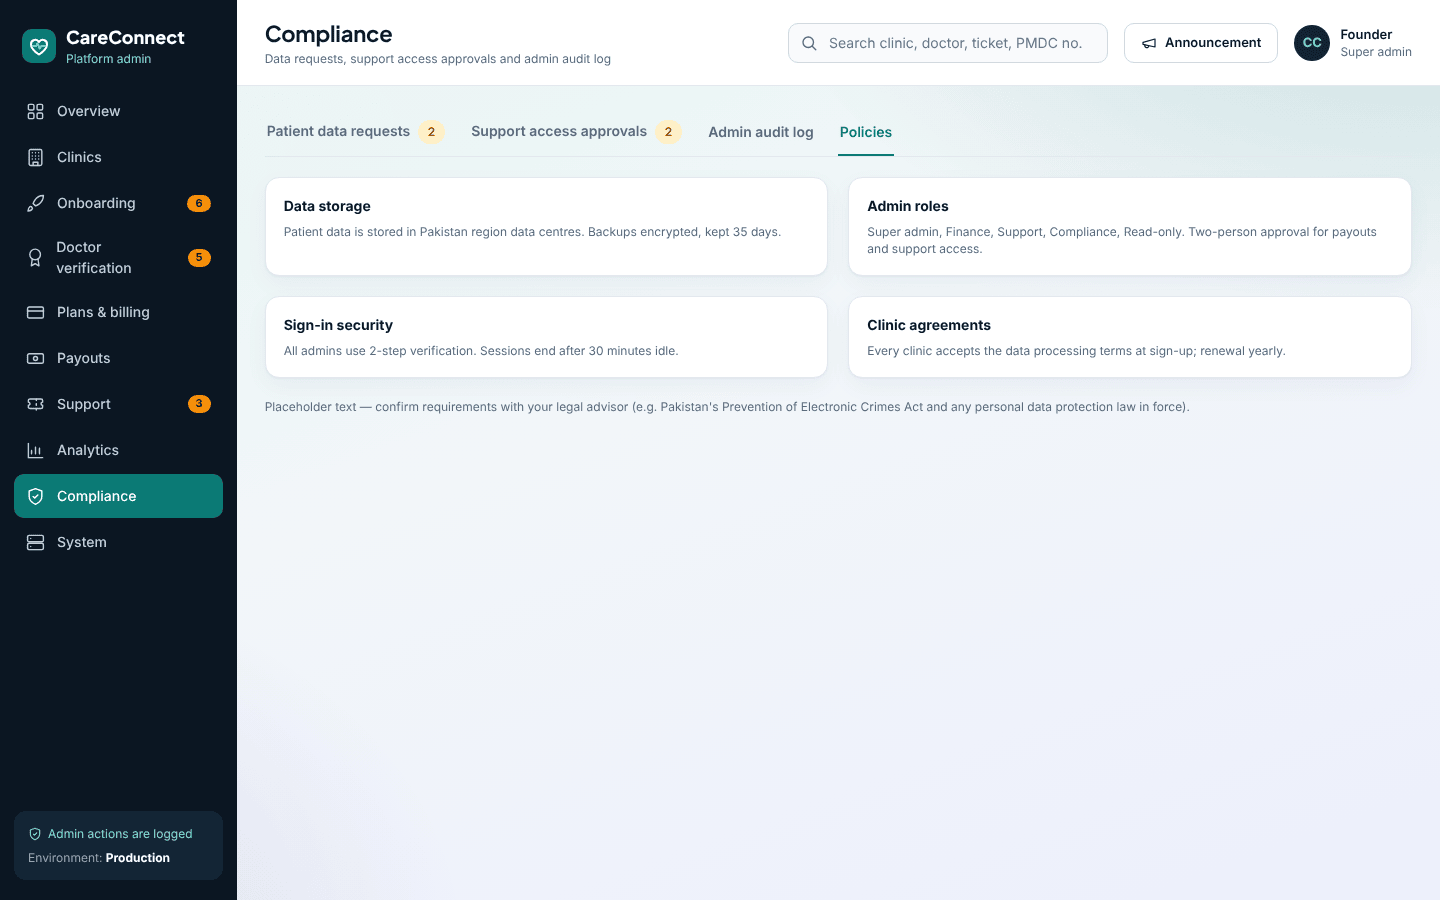 CareConnect
Platform admin
Overview
Clinics
Onboarding 6
Doctor
verification 5
Plans & billing
Payouts
Support 3
Analytics
Compliance
System
Admin actions are logged
Environment: Production
Compliance
Data requests, support access approvals and admin audit log
Search clinic, doctor, ticket, PMDC no.
Announcement
CC
Founder
Super admin
Patient data requests 2
Support access approvals 2
Admin audit log
Policies
Data storage
Patient data is stored in Pakistan region data centres. Backups encrypted, kept 35 days.
Admin roles
Super admin, Finance, Support, Compliance, Read-only. Two-person approval for payouts
and support access.
Sign-in security
All admins use 2-step verification. Sessions end after 30 minutes idle.
Clinic agreements
Every clinic accepts the data processing terms at sign-up; renewal yearly.
Placeholder text — confirm requirements with your legal advisor (e.g. Pakistan's Prevention of Electronic Crimes Act and any personal data protection law in force).